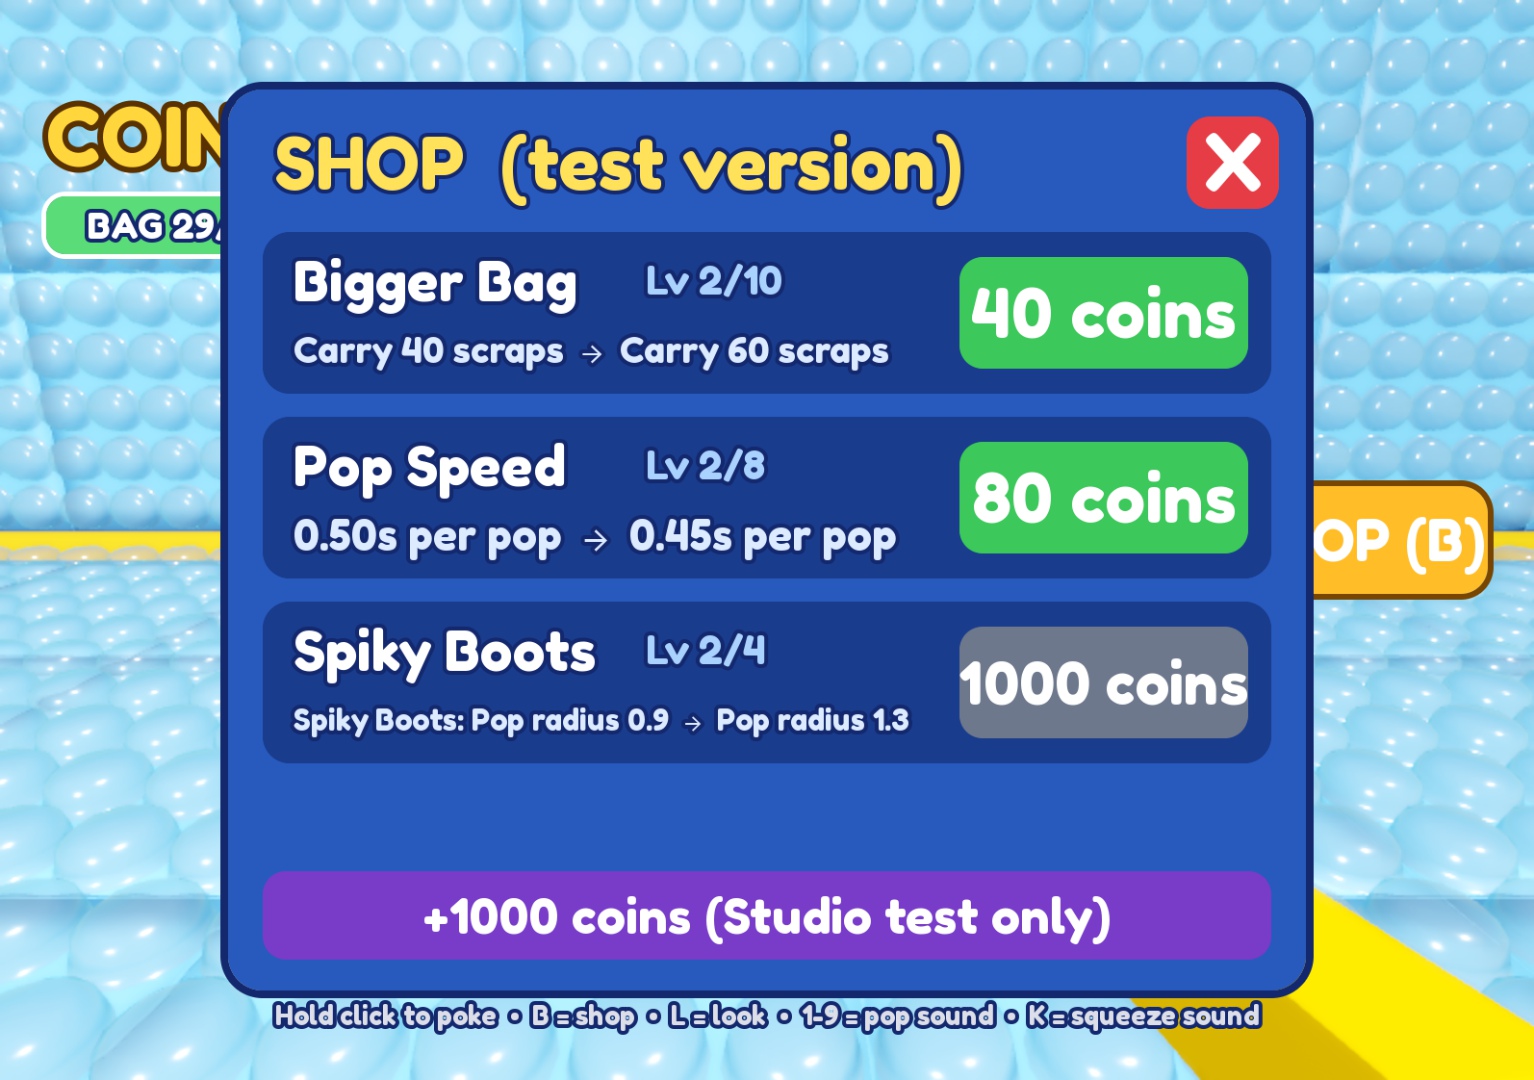 COIN
BAG 29/
SHOP (test version)
X
Bigger Bag Lv 2/10
Carry 40 scraps → Carry 60 scraps
40 coins
Pop Speed Lv 2/8
0.50s per pop → 0.45s per pop
80 coins
OP (B)
Spiky Boots Lv 2/4
Spiky Boots: Pop radius 0.9 → Pop radius 1.3
1000 coins
+1000 coins (Studio test only)
Hold click to poke • B = shop • L = look • 1-9 = pop sound • K = squeeze sound